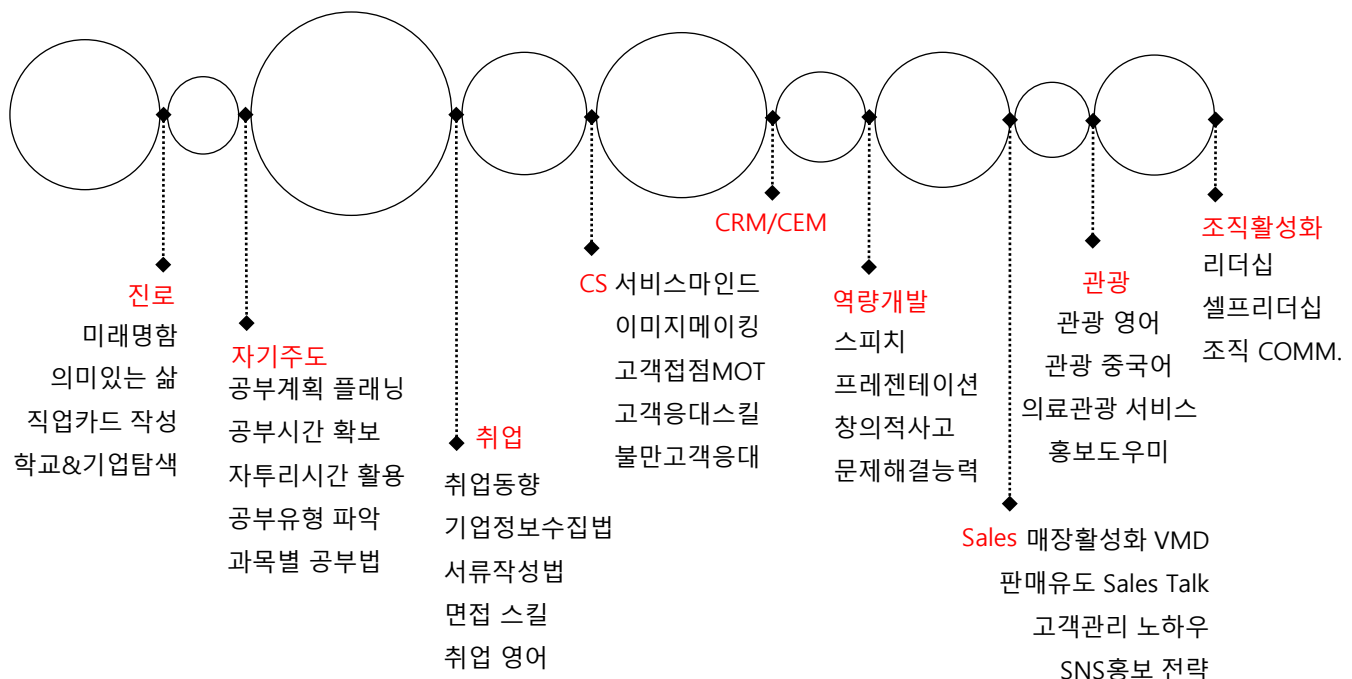 진로
미래명함
의미있는 삶
직업카드 작성
학교&기업탐색
자기주도
공부계획 플래닝
공부시간 확보
자투리시간 활용
공부유형 파악
과목별 공부법
취업
취업동향
기업정보수집법
서류작성법
면접 스킬
취업 영어
CS 서비스마인드
이미지메이킹
고객접점MOT
고객응대스킬
불만고객응대
CRM/CEM
역량개발
스피치
프레젠테이션
창의적사고
문제해결능력
Sales 매장활성화 VMD
판매유도 Sales Talk
고객관리 노하우
SNS홍보 전략
관광
관광 영어
관광 중국어
의료관광 서비스
홍보도우미
조직활성화
리더십
셀프리더십
조직 COMM.